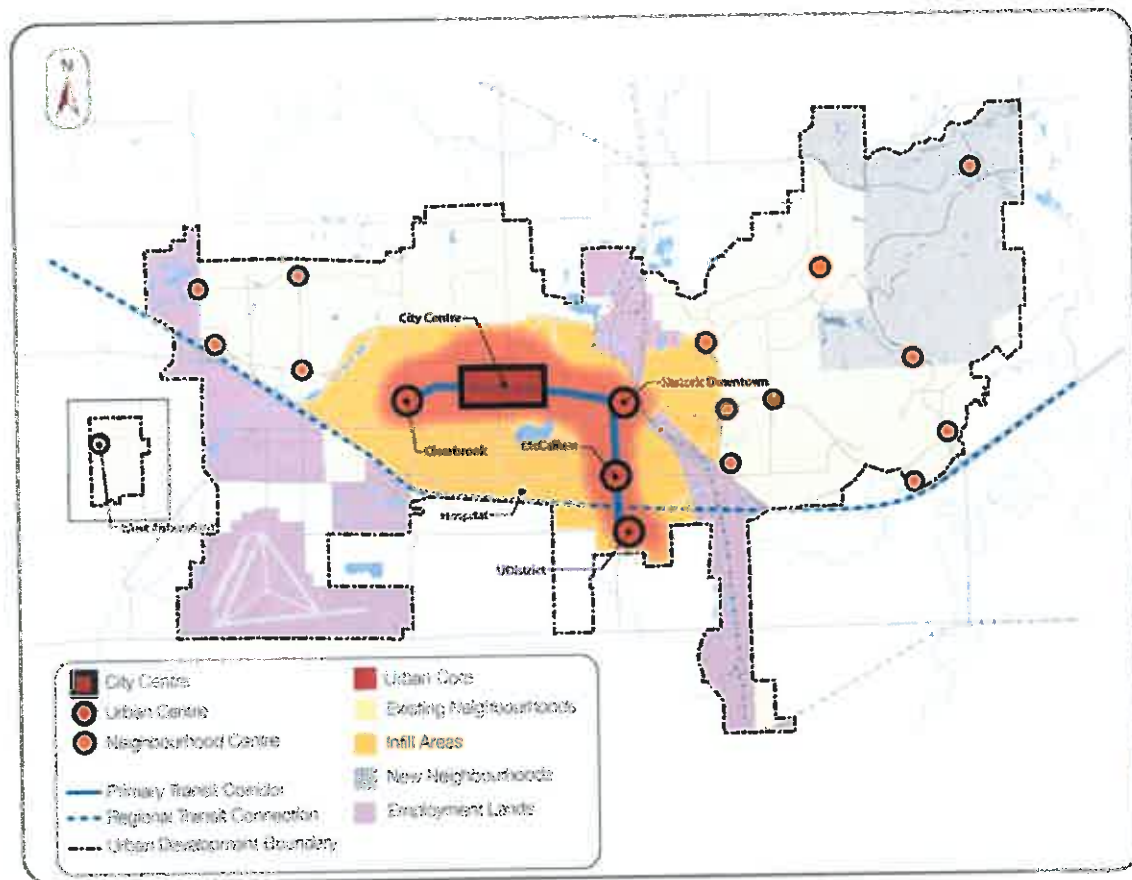 N
City Centre
Historic Downtown
Clearbrook
McCallum
Hospital
UDistrict
City Centre
Urban Centre
Neighbourhood Centre
Primary Transit Corridor
Regional Transit Connection
Urban Development Boundary
Urban Core
Existing Neighbourhoods
Infill Areas
New Neighbourhoods
Employment Lands